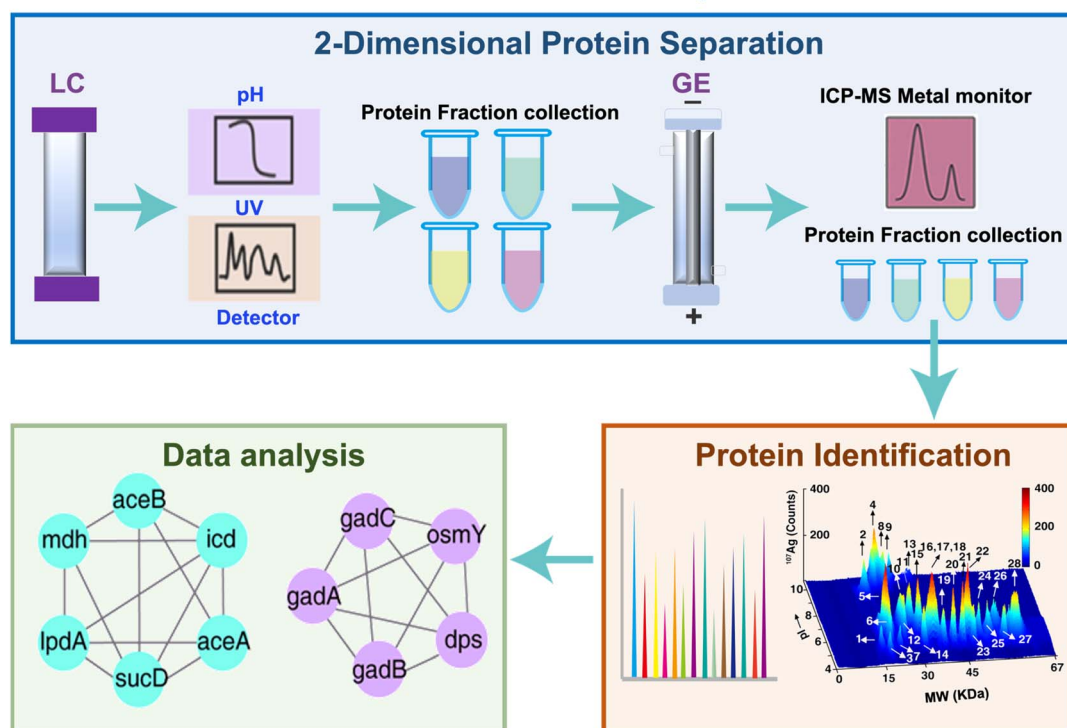 2-Dimensional Protein Separation
LC
pH
UV
Detector
Protein Fraction collection
GE
−
+
ICP-MS Metal monitor
Protein Fraction collection
Data analysis
aceB
mdh
icd
lpdA
aceA
sucD
gadC
osmY
gadA
dps
gadB
Protein Identification
400
200
0
¹⁰⁷Ag (Counts)
400
200
0
2
4
8
9
10
11
13
15
16,17,18
19
20
21
22
24
26
28
5
6
1
37
12
14
23
25
27
10
8
6
4
pI
0
15
30
45
67
MW (KDa)